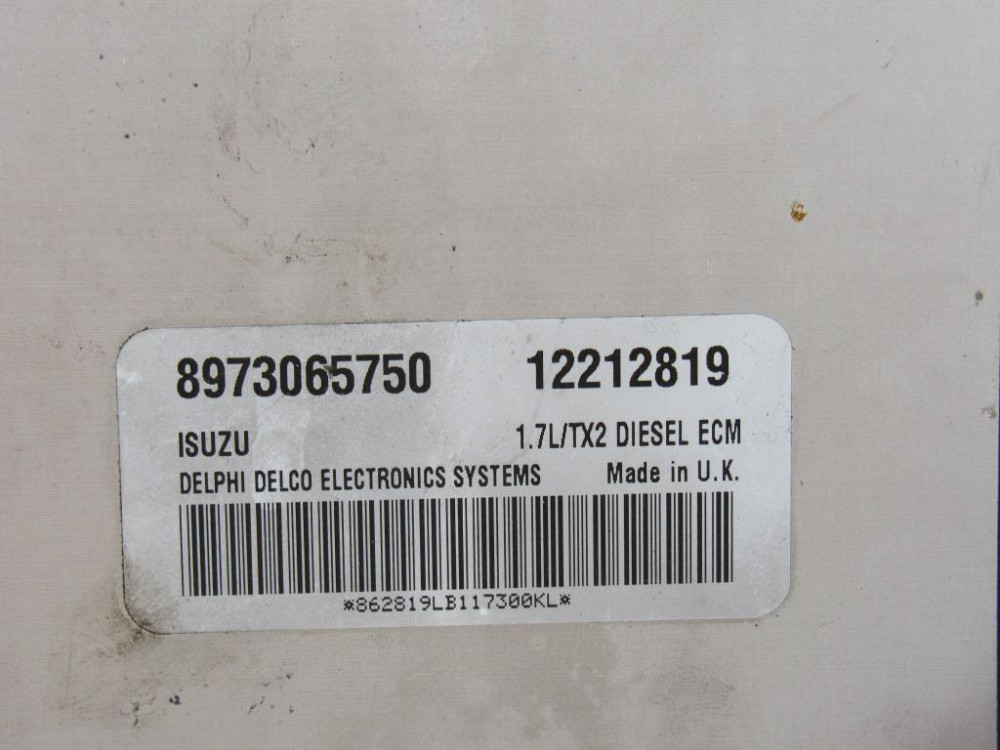 8973065750 12212819
ISUZU 1.7L/TX2 DIESEL ECM
DELPHI DELCO ELECTRONICS SYSTEMS Made in U.K.
*862819LB117300KL*